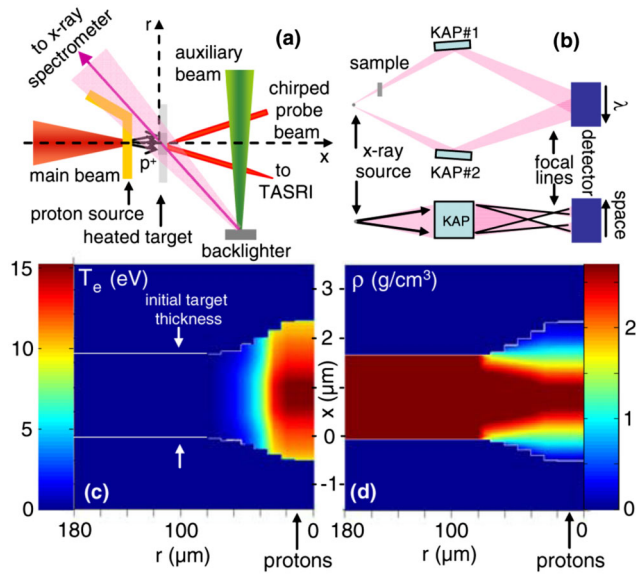 (a)
r
to x-ray
spectrometer
auxiliary
beam
chirped
probe
beam
x
main beam
p+
to
TASRI
proton source
heated target
backlighter
(b)
KAP#1
sample
λ
x-ray
source
KAP#2
focal
lines
detector
KAP
space
15
10
5
0
Te (eV)
initial target
thickness
(c)
180
100
0
r (µm)
protons
3
2
1
0
-1
x (µm)
ρ (g/cm³)
(d)
180
100
0
r (µm)
protons
2
1
0